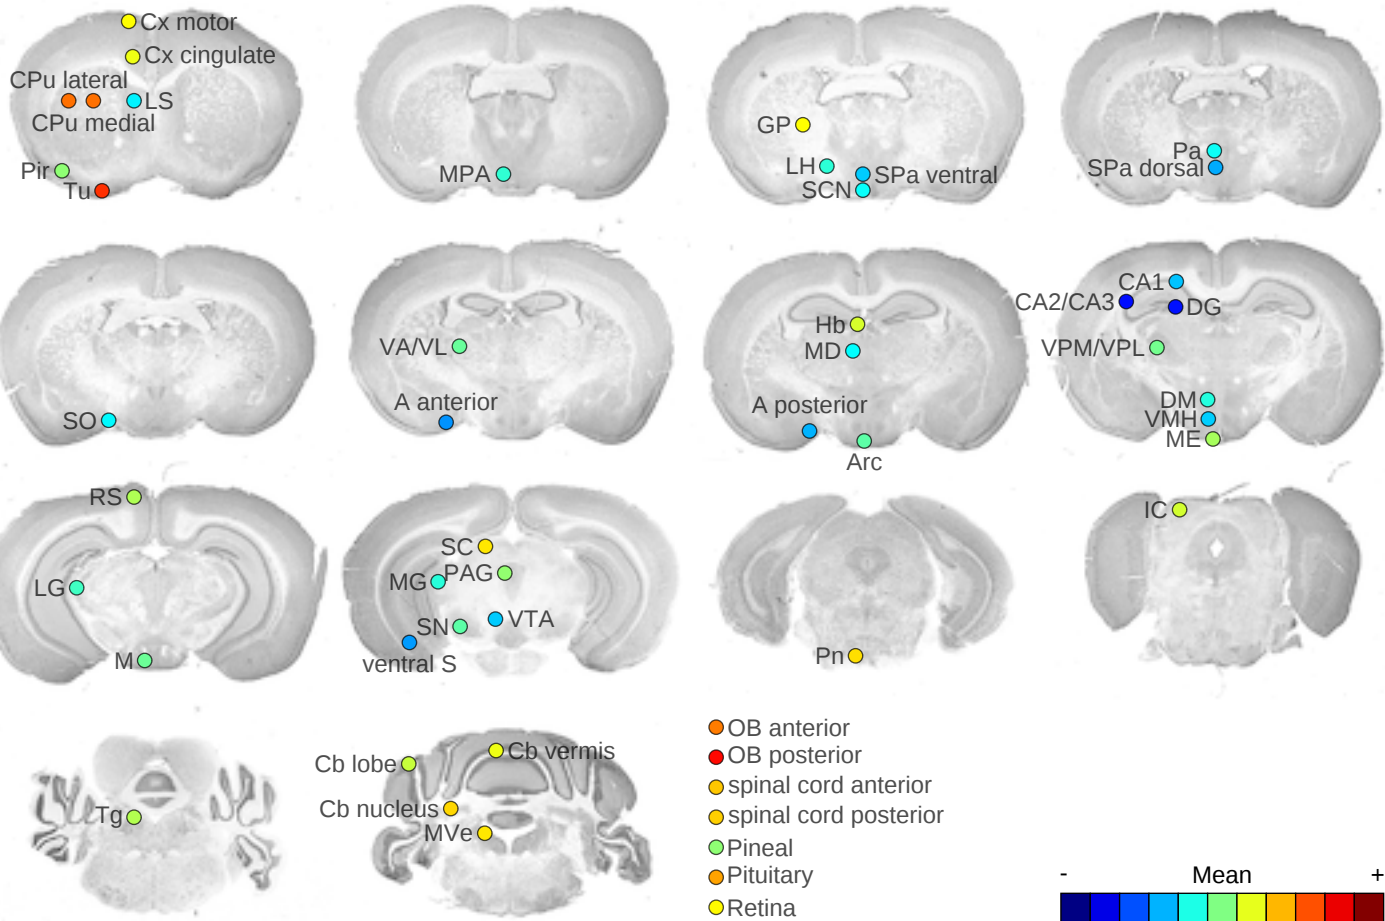 Cx motor
Cx cingulate
CPu lateral
LS
CPu medial
Pir
Tu
MPA
GP
LH
SPa ventral
SCN
Pa
SPa dorsal
SO
VA/VL
A anterior
Hb
MD
A posterior
Arc
CA1
CA2/CA3
DG
VPM/VPL
DM
VMH
ME
RS
LG
M
SC
PAG
MG
VTA
SN
ventral S
Pn
IC
Tg
Cb lobe
Cb vermis
Cb nucleus
MVe
OB anterior
OB posterior
spinal cord anterior
spinal cord posterior
Pineal
Pituitary
Retina
- Mean +